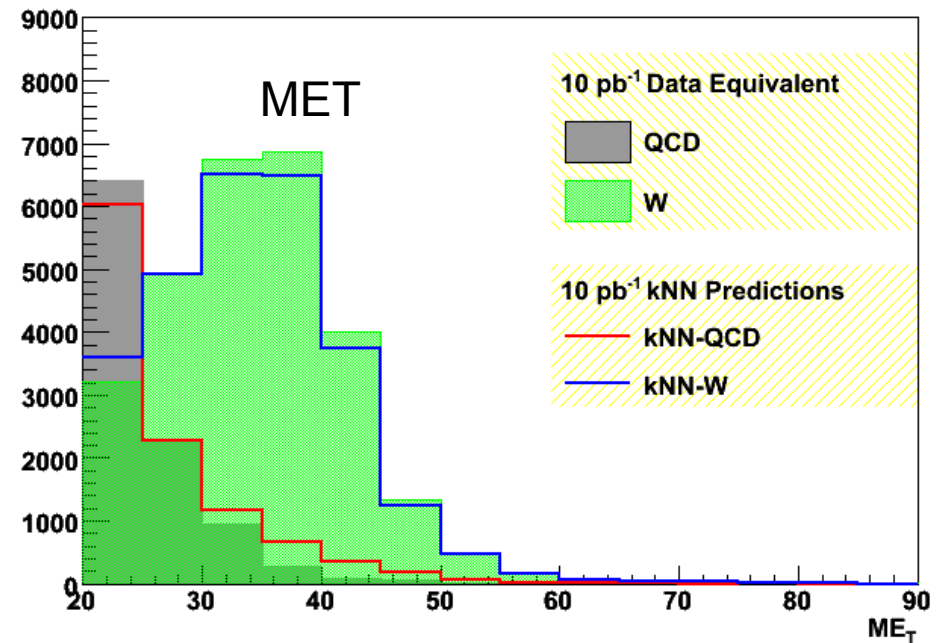 9000
8000
7000
6000
5000
4000
3000
2000
1000
0
MET
10 pb⁻¹ Data Equivalent
QCD
W
10 pb⁻¹ kNN Predictions
kNN-QCD
kNN-W
20 30 40 50 60 70 80 90
ME_T